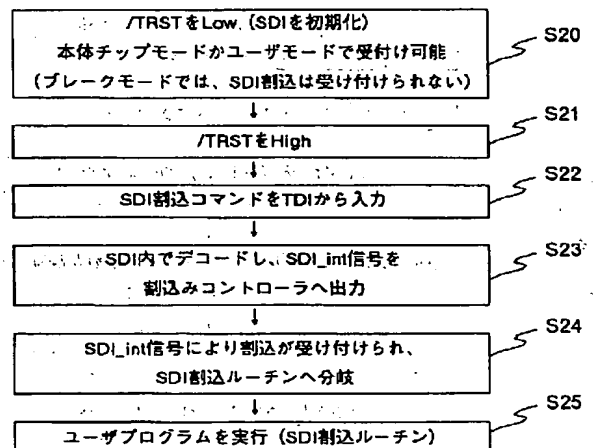 /TRSTをLow (SDIを初期化)
S20
本体チップモードかユーザモードで受付け可能
(ブレークモードでは、SDI割込は受け付けられない)
S21
/TRSTをHigh
S22
SDI割込コマンドをTDIから入力
S23
SDI内でデコードし、SDI_int信号を
割込みコントローラへ出力
S24
SDI_int信号により割込が受け付けられ、
SDI割込ルーチンへ分岐
S25
ユーザプログラムを実行 (SDI割込ルーチン)